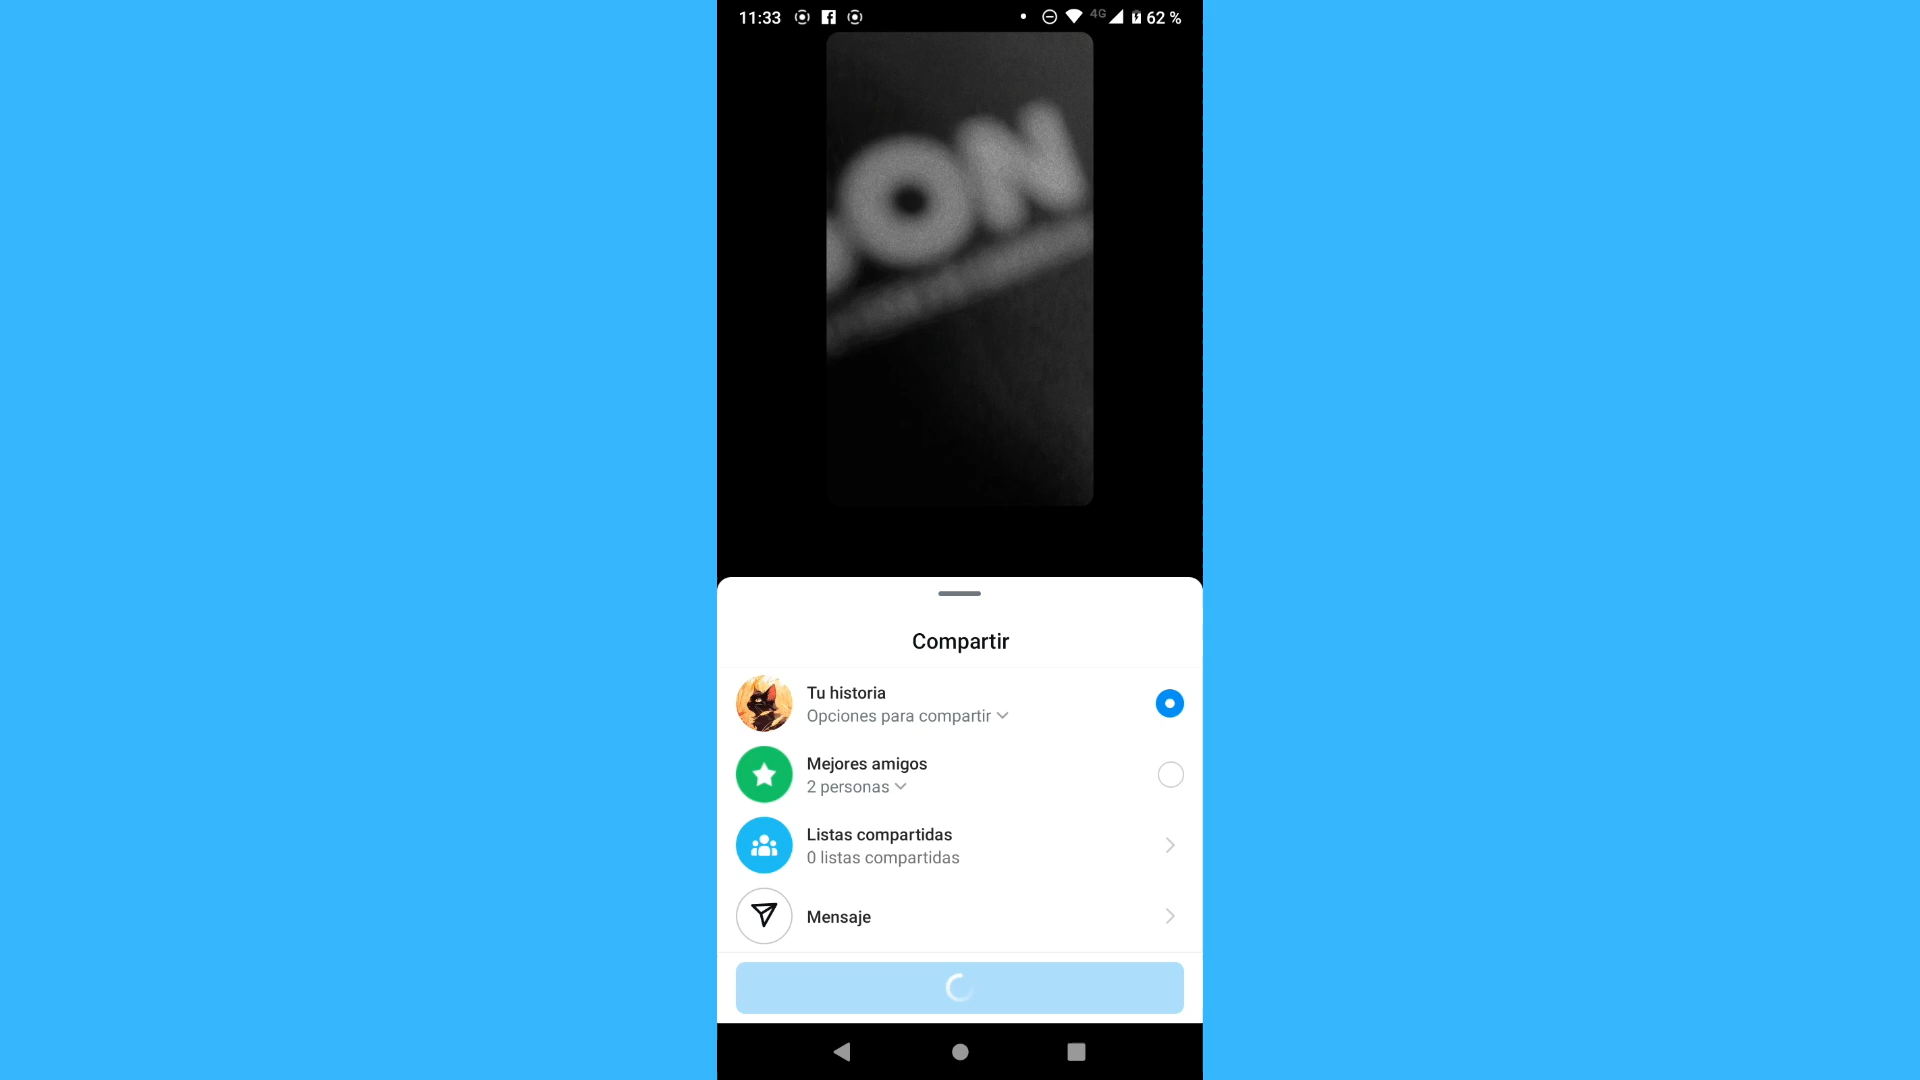 11:33 4G 62 %
ON
Compartir
Tu historia
Opciones para compartir
Mejores amigos
2 personas
Listas compartidas
0 listas compartidas
Mensaje